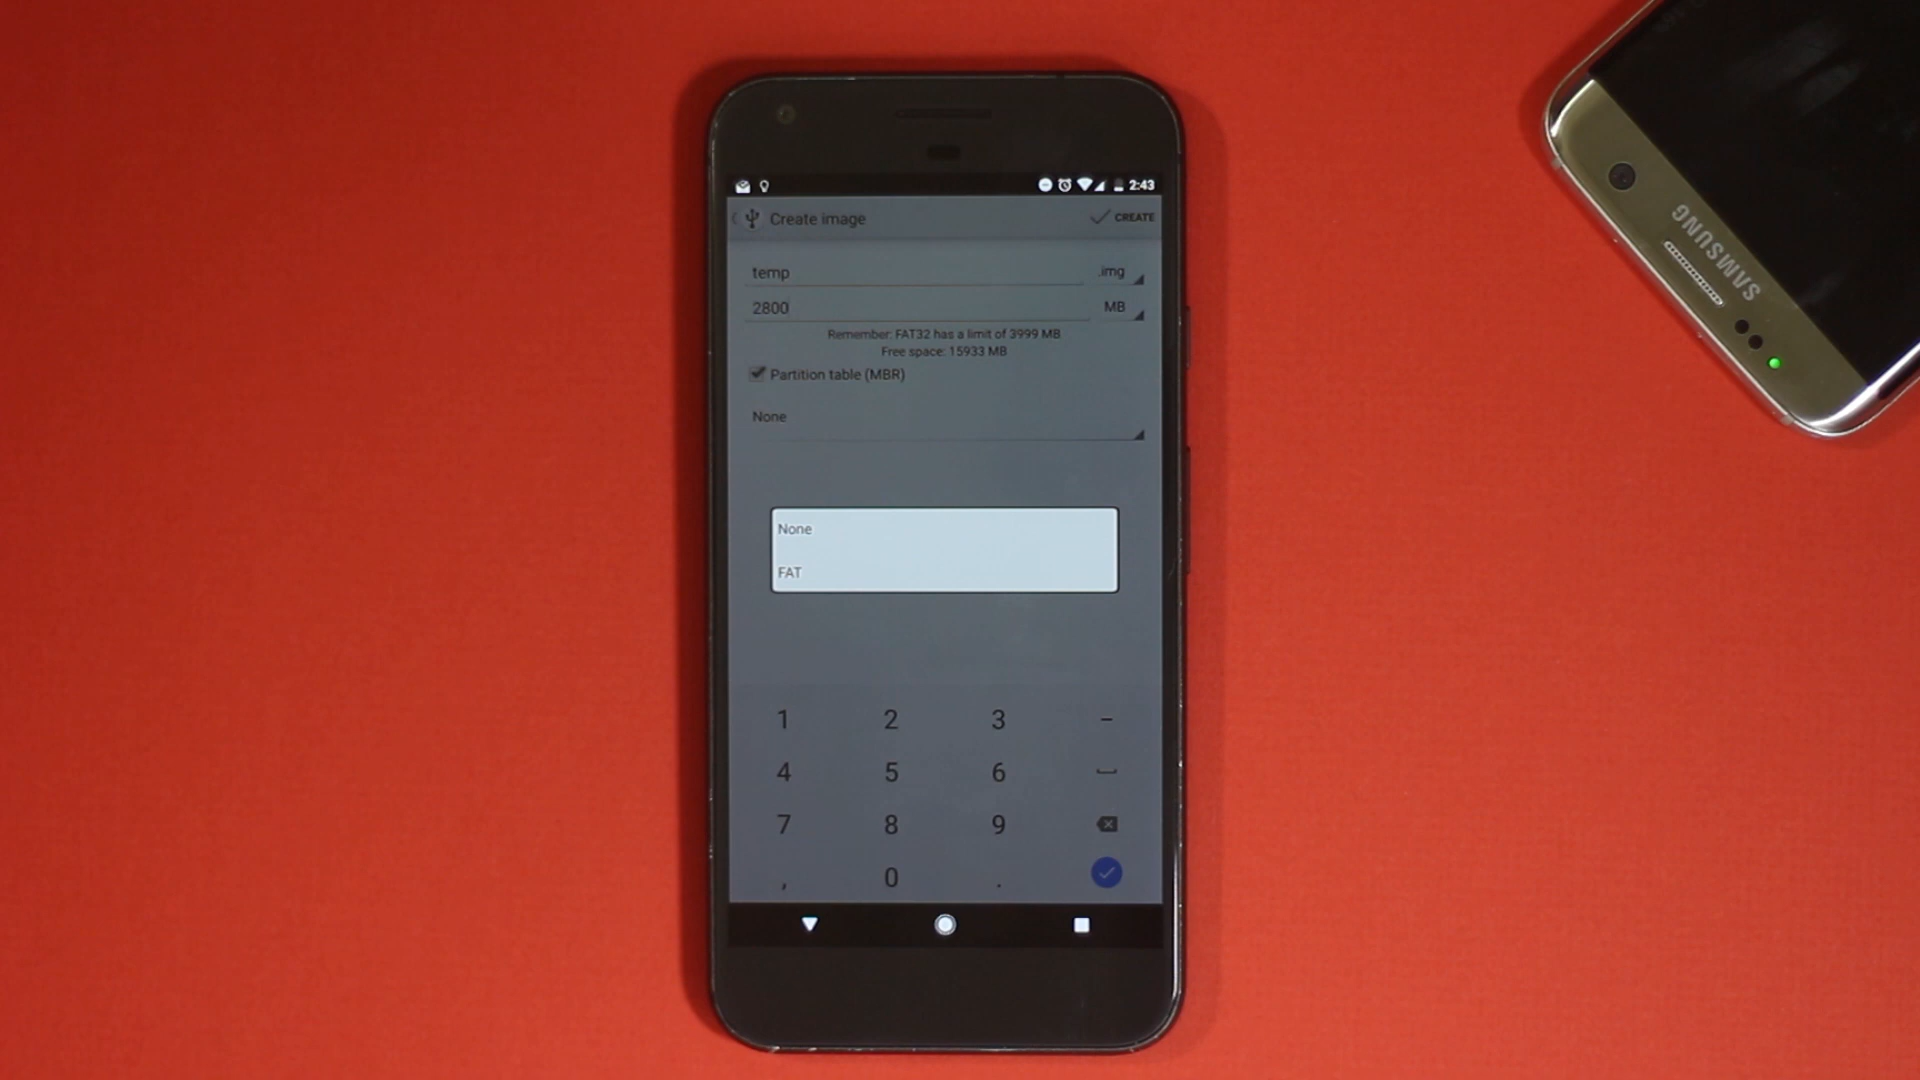 2:43
Create image
CREATE
temp
.img
2800
MB
Remember: FAT32 has a limit of 3999 MB
Free space: 15933 MB
Partition table (MBR)
None
None
FAT
1 2 3 -
4 5 6
7 8 9
, 0 .
SAMSUNG